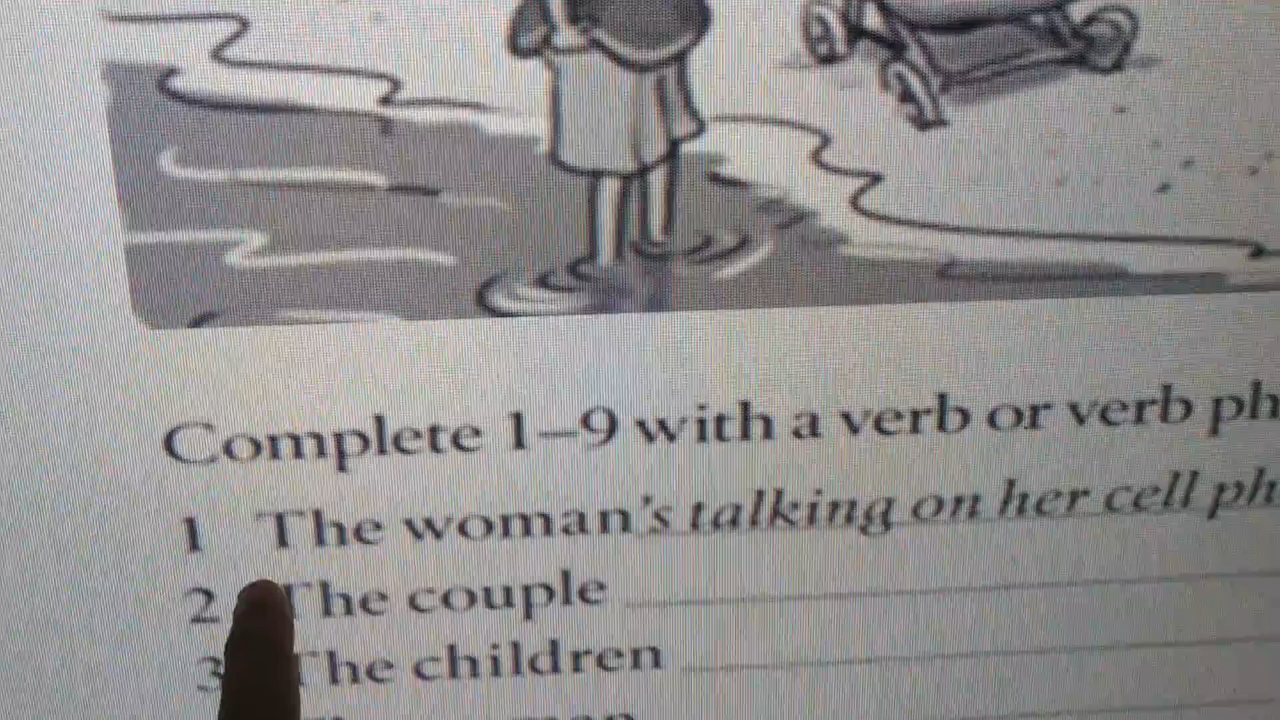 Complete 1–9 with a verb or verb ph
1 The woman's talking on her cell ph
2 The couple
3 The children